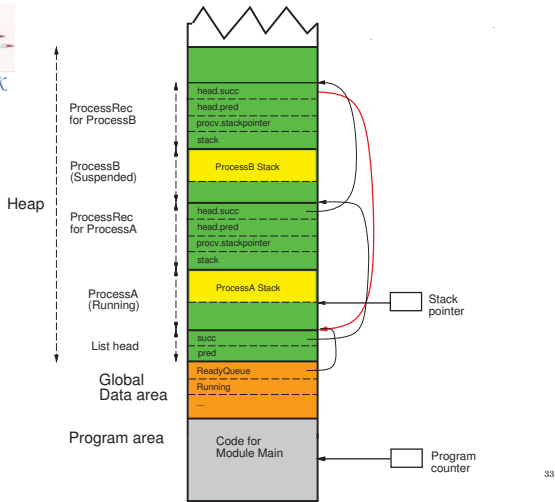 head.succ
head.pred
procv.stackpointer
stack
ProcessRec
for ProcessB
ProcessB Stack
ProcessB
(Suspended)
Heap
head.succ
head.pred
procv.stackpointer
stack
ProcessRec
for ProcessA
ProcessA Stack
ProcessA
(Running)
Stack
pointer
succ
pred
List head
ReadyQueue
Running
...
Global
Data area
Program area
Code for
Module Main
Program
counter
33